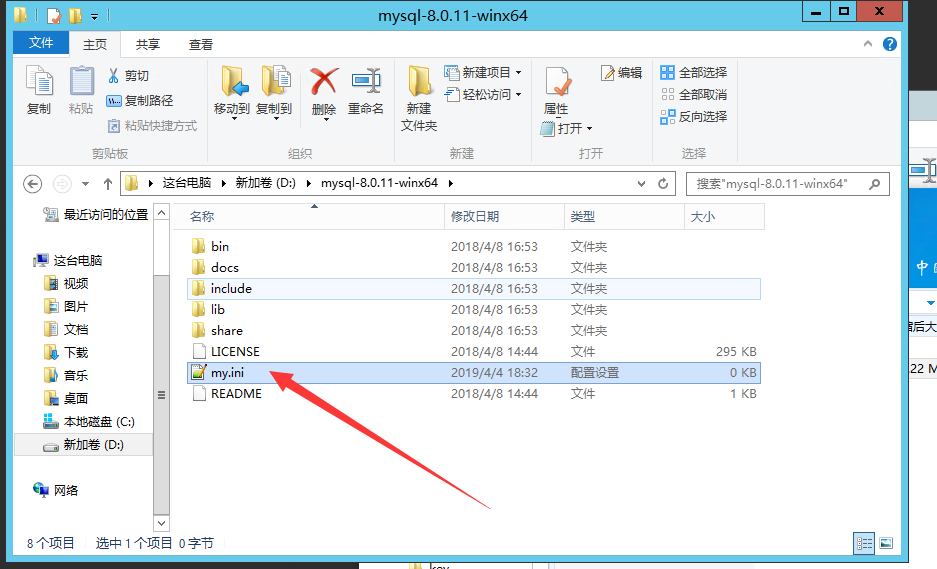 mysql-8.0.11-winx64
文件 主页 共享 查看
复制
粘贴
剪切
复制路径
粘贴快捷方式
剪贴板
移动到
复制到
删除
重命名
组织
新建
文件夹
新建项目
轻松访问
新建
属性
打开
编辑
打开
全部选择
全部取消
反向选择
选择
这台电脑 新加卷 (D:) mysql-8.0.11-winx64
搜索"mysql-8.0.11-winx64"
最近访问的位置
这台电脑
视频
图片
文档
下载
音乐
桌面
本地磁盘 (C:)
新加卷 (D:)
网络
名称 修改日期 类型 大小
bin 2018/4/8 16:53 文件夹
docs 2018/4/8 16:53 文件夹
include 2018/4/8 16:53 文件夹
lib 2018/4/8 16:53 文件夹
share 2018/4/8 16:53 文件夹
LICENSE 2018/4/8 14:44 文件 295 KB
my.ini 2019/4/4 18:32 配置设置 0 KB
README 2018/4/8 14:44 文件 1 KB
8 个项目 选中 1 个项目 0 字节
中
后大
22 M